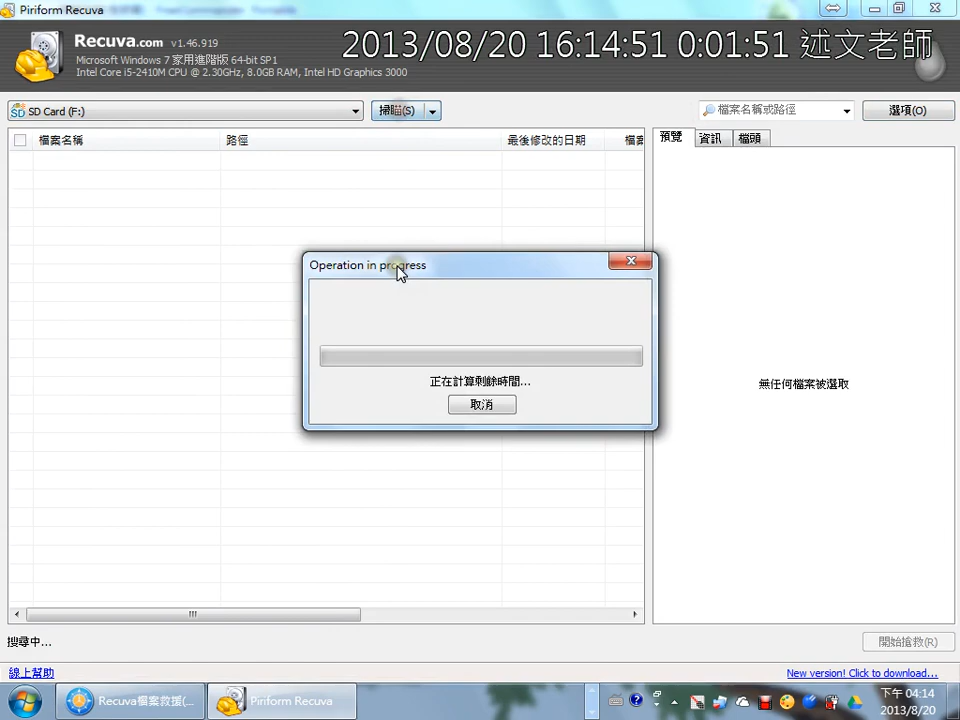 Piriform Recuva
Recuva.com v1.46.919
Microsoft Windows 7 家用進階版 64-bit SP1
Intel Core i5-2410M CPU @ 2.30GHz, 8.0GB RAM, Intel HD Graphics 3000
2013/08/20 16:14:51 0:01:51 述文老師
SD Card (F:)
掃瞄(S)
檔案名稱或路徑
選項(O)
檔案名稱
路徑
最後修改的日期
檔案
預覽
資訊
檔頭
Operation in progress
正在計算剩餘時間...
取消
無任何檔案被選取
搜尋中...
開始搶救(R)
線上幫助
New version! Click to download...
Recuva檔案救援(...
Piriform Recuva
下午 04:14
2013/8/20